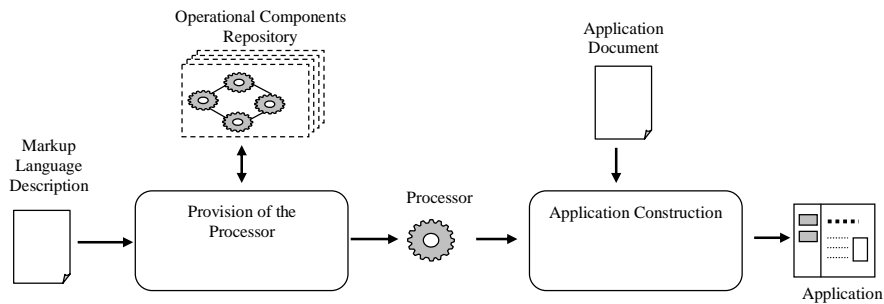 Operational Components
Repository
Application
Document
Markup
Language
Description
Provision of the
Processor
Processor
Application Construction
Application